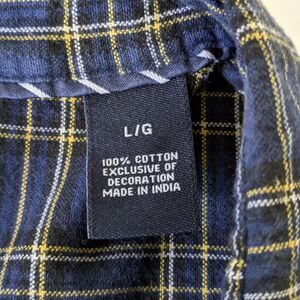 L/G
100% COTTON
EXCLUSIVE OF
DECORATION
MADE IN INDIA